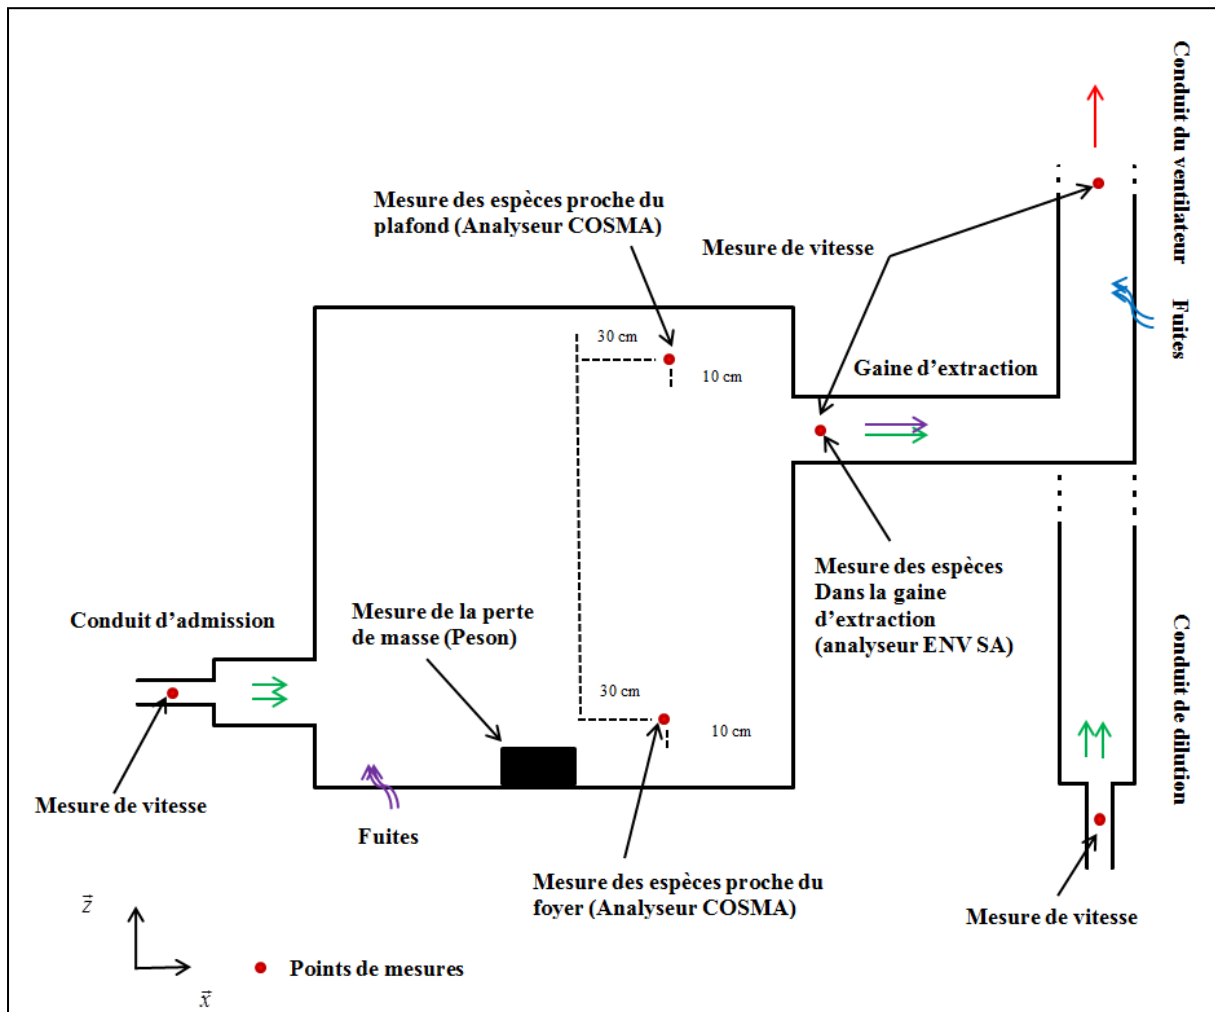 Conduit du ventilateur
Mesure des espèces proche du
plafond (Analyseur COSMA)
Mesure de vitesse
Fuites
30 cm
10 cm
Gaine d'extraction
Mesure des espèces
Dans la gaine
d'extraction
(analyseur ENV SA)
Conduit d'admission
Mesure de la perte
de masse (Peson)
30 cm
10 cm
Conduit de dilution
Mesure de vitesse
Fuites
Mesure des espèces proche du
foyer (Analyseur COSMA)
Mesure de vitesse
z
Points de mesures
x